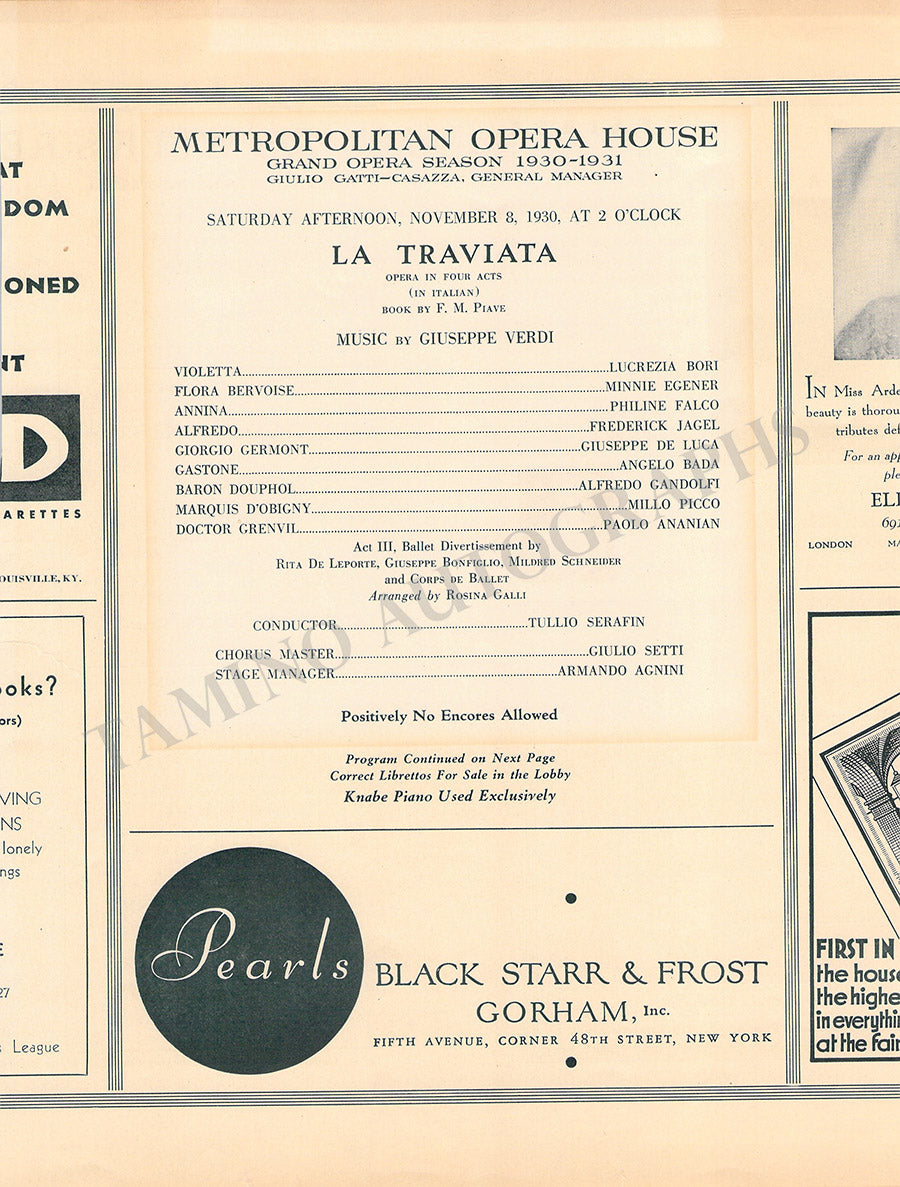 METROPOLITAN OPERA HOUSE
GRAND OPERA SEASON 1930-1931
GIULIO GATTI-CASAZZA, GENERAL MANAGER
SATURDAY AFTERNOON, NOVEMBER 8, 1930, AT 2 O'CLOCK
LA TRAVIATA
OPERA IN FOUR ACTS
(IN ITALIAN)
BOOK BY F. M. PIAVE
MUSIC BY GIUSEPPE VERDI
VIOLETTA........LUCREZIA BORI
FLORA BERVOISE........MINNIE EGENER
ANNINA........PHILINE FALCO
ALFREDO........FREDERICK JAGEL
GIORGIO GERMONT........GIUSEPPE DE LUCA
GASTONE........ANGELO BADA
BARON DOUPHOL........ALFREDO GANDOLFI
MARQUIS D'OBIGNY........MILLO PICCO
DOCTOR GRENVIL........PAOLO ANANIAN
Act III, Ballet Divertissement by
RITA DE LEPORTE, GIUSEPPE BONFIGLIO, MILDRED SCHNEIDER
and CORPS DE BALLET
Arranged by ROSINA GALLI
CONDUCTOR........TULLIO SERAFIN
CHORUS MASTER........GIULIO SETTI
STAGE MANAGER........ARMANDO AGNINI
Positively No Encores Allowed
Program Continued on Next Page
Correct Librettos For Sale in the Lobby
Knabe Piano Used Exclusively
Pearls
BLACK STARR & FROST
GORHAM, Inc.
FIFTH AVENUE, CORNER 48TH STREET, NEW YORK
TAMINO AUTOGRAPHS
AT
DOM
ONED
NT
D
ARETTES
OUISVILLE, KY.
ooks?
ors)
VING
NS
lonely
ngs
E
27
s League
IN Miss Arde
beauty is thorou
tributes def
For an app
ple
ELI
691
LONDON MA
FIRST IN
the house
the highe
in everythin
at the fair